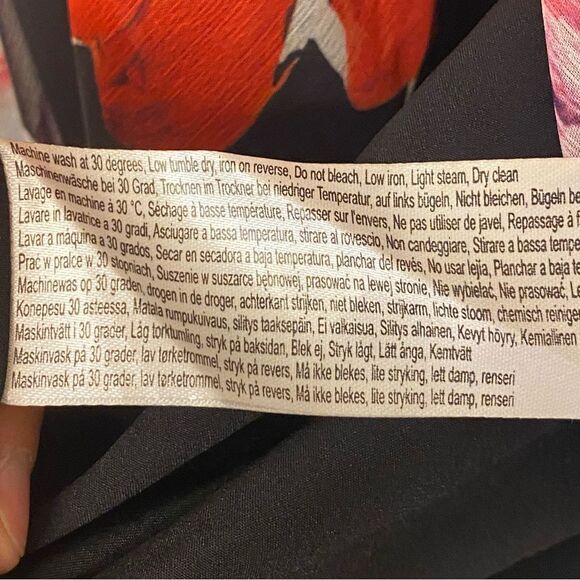 Machine wash at 30 degrees, Low tumble dry, iron on reverse, Do not bleach, Low iron, Light steam, Dry clean
Maschinenwäsche bei 30 Grad, Trocknen im Trockner bei niedriger Temperatur, auf links bügeln, Nicht bleichen, Bügeln be
Lavage en machine à 30 °C, Séchage à basse température, Repasser sur l'envers, Ne pas utiliser de javel, Repassage à
Lavare in lavatrice a 30 gradi, Asciugare a bassa temperatura, stirare al rovescio, Non candeggiare, Stirare a bassa tempe
Lavar a máquina a 30 grados, Secar en secadora a baja temperatura, planchar del revés, No usar lejía, Planchar a baja te
Prać w pralce w 30 stopniach, Suszenie w suszarce bębnowej, prasować na lewej stronie, Nie wybielać, Nie prasować, Le
Machinewas op 30 graden, drogen in de droger, achterkant strijken, niet bleken, strijkarm, lichte stoom, chemisch reinige
Konepesu 30 asteessa, Matala rumpukuivaus, silitys taaksepäin, Ei valkaisua, Silitys alhainen, Kevyt höyry, Kemiallinen
Maskintvätt i 30 grader, Låg torktumling, stryk på baksidan, Blek ej, Stryk lågt, Lätt ånga, Kemtvätt
Maskinvask på 30 grader, lav tørketrommel, stryk på revers, Må ikke blekes, lite stryking, lett damp, renseri
Maskinvask på 30 grader, lav tørketrommel, stryk på revers, Må ikke blekes, lite stryking, lett damp, renseri